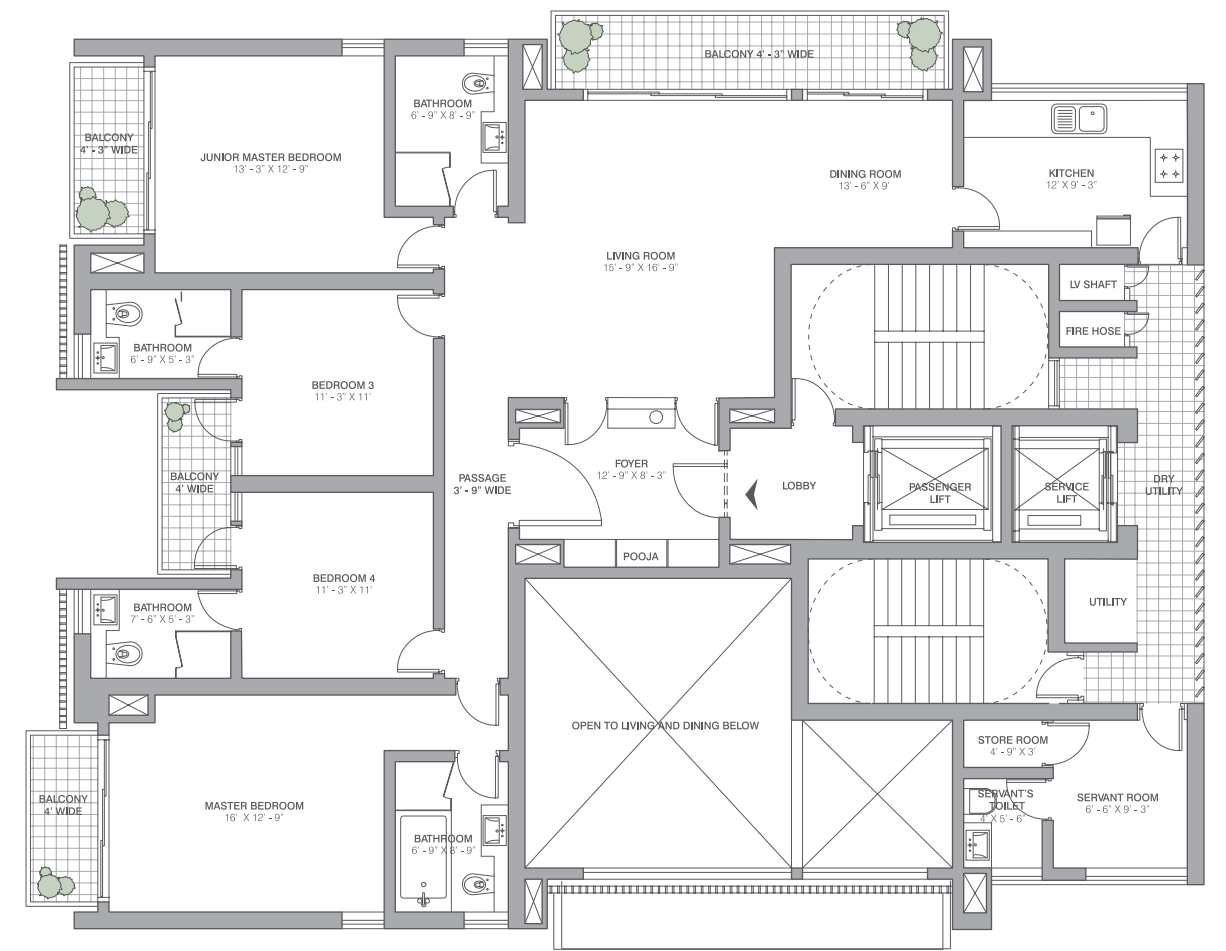 BALCONY 4' - 3" WIDE
BATHROOM
6' - 9" X 8' - 9"
BALCONY
4' - 3" WIDE
JUNIOR MASTER BEDROOM
13' - 3" X 12' - 9"
DINING ROOM
13' - 6" X 9'
KITCHEN
12' X 9' - 3"
LIVING ROOM
15' - 9" X 16' - 9"
LV SHAFT
FIRE HOSE
BATHROOM
6' - 9" X 5' - 3"
BEDROOM 3
11' - 3" X 11'
BALCONY
4' WIDE
PASSAGE
3' - 9" WIDE
FOYER
12' - 9" X 8' - 3"
LOBBY
PASSENGER
LIFT
SERVICE
LIFT
DRY
UTILITY
POOJA
BEDROOM 4
11' - 3" X 11'
BATHROOM
7' - 6" X 5' - 3"
UTILITY
OPEN TO LIVING AND DINING BELOW
STORE ROOM
4' - 9" X 3'
BALCONY
4' WIDE
MASTER BEDROOM
16' X 12' - 9"
BATHROOM
6' - 9" X 8' - 9"
SERVANT'S
TOILET
4' X 5' - 6"
SERVANT ROOM
6' - 6" X 9' - 3"